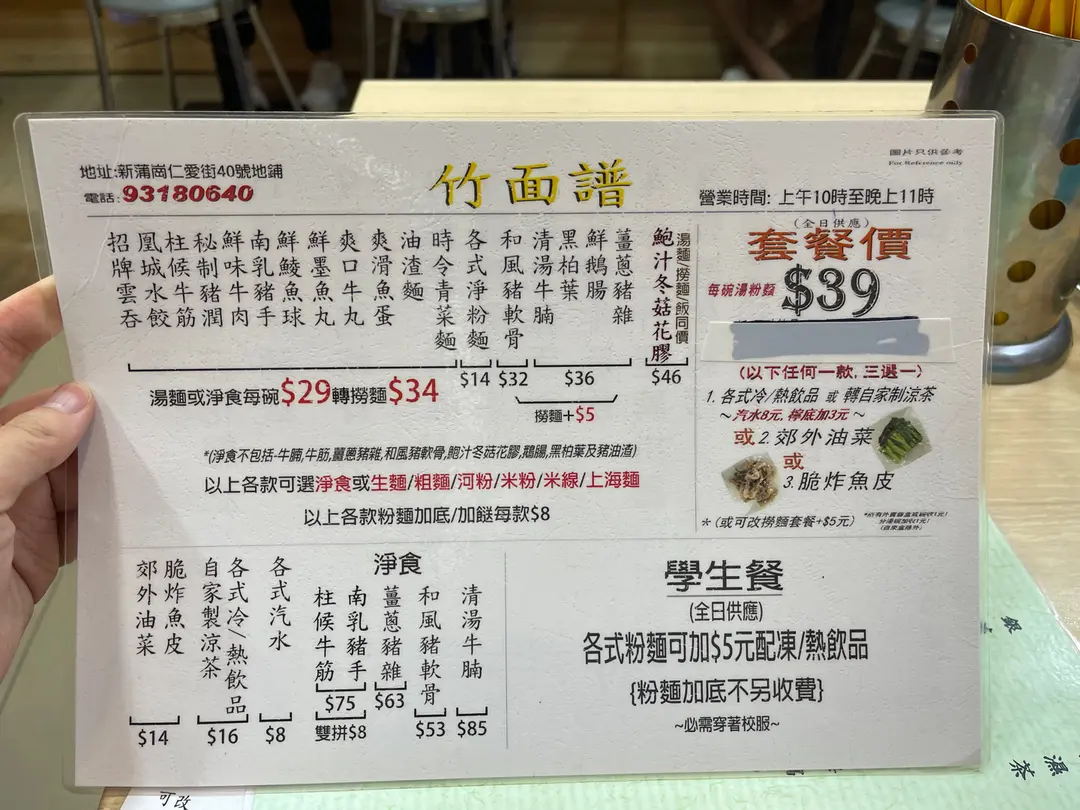 圖片只供參考
For Reference only
地址:新蒲崗仁愛街40號地鋪
電話:93180640
竹面譜
營業時間: 上午10時至晚上11時
招牌雲吞
凰城水餃
柱候牛筋
秘制豬潤
鮮味牛肉
南乳豬手
鮮鯪魚球
鮮墨魚丸
爽口牛丸
爽滑魚蛋
油渣麵
時令青菜麵
各式淨粉麵
和風豬軟骨
清湯牛腩
黑柏葉
鮮鵝腸
薑蔥豬雜
鮑汁冬菇花膠
湯麵/撈麵/飯同價
湯麵或淨食每碗$29轉撈麵$34
$14
$32
$36
$46
撈麵+$5
*(淨食不包括-牛腩,牛筋,薑蔥豬雜,和風豬軟骨,鮑汁冬菇花膠,鵝腸,黑柏葉及豬油渣)
以上各款可選淨食或生麵/粗麵/河粉/米粉/米線/上海麵
以上各款粉麵加底/加餸每款$8
(全日供應)
套餐價
每碗湯粉麵 $39
(以下任何一款,三選一)
1. 各式冷/熱飲品 或 轉自家制涼茶
~汽水8元, 檸底加3元~
或 2. 郊外油菜
或
3. 脆炸魚皮
*(或可改撈麵套餐+$5元)
郊外油菜
脆炸魚皮
$14
自家製涼茶
各式冷/熱飲品
$16
各式汽水
$8
淨食
柱候牛筋
南乳豬手
$75
雙拼$8
薑蔥豬雜
$63
和風豬軟骨
$53
清湯牛腩
$85
學生餐
(全日供應)
各式粉麵可加$5元配凍/熱飲品
{粉麵加底不另收費}
~必需穿著校服~
可改
濕
茶